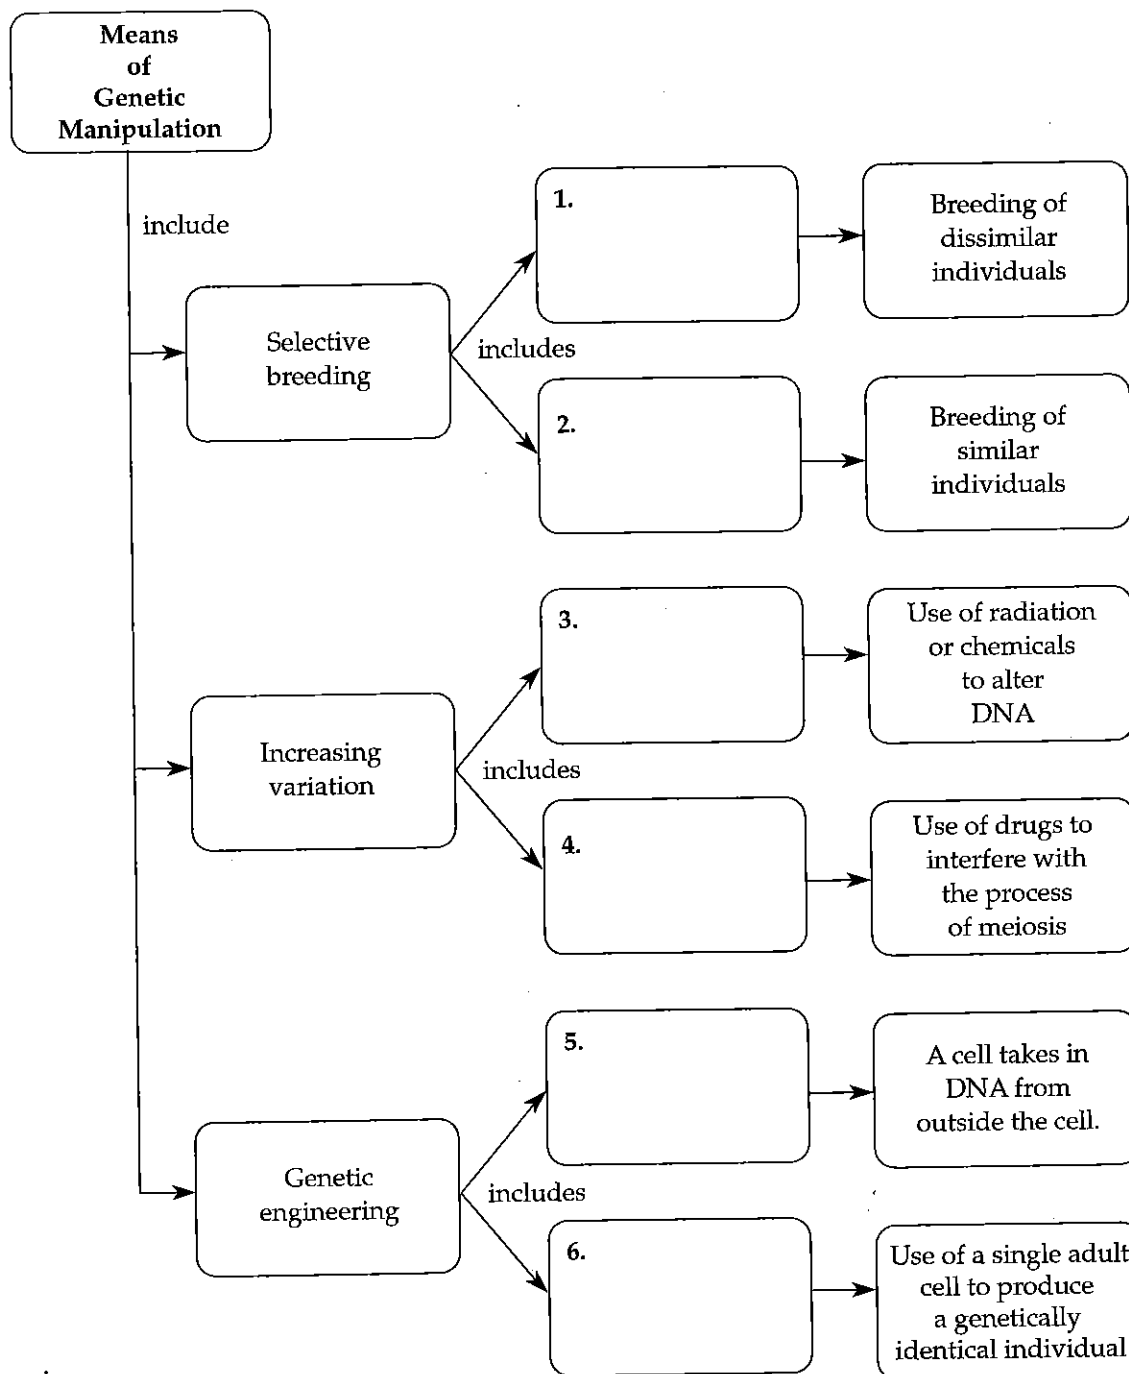 Means
of
Genetic
Manipulation
include
Selective
breeding
includes
1.
Breeding of
dissimilar
individuals
2.
Breeding of
similar
individuals
Increasing
variation
includes
3.
Use of radiation
or chemicals
to alter
DNA
4.
Use of drugs to
interfere with
the process
of meiosis
Genetic
engineering
includes
5.
A cell takes in
DNA from
outside the cell.
6.
Use of a single adult
cell to produce
a genetically
identical individual